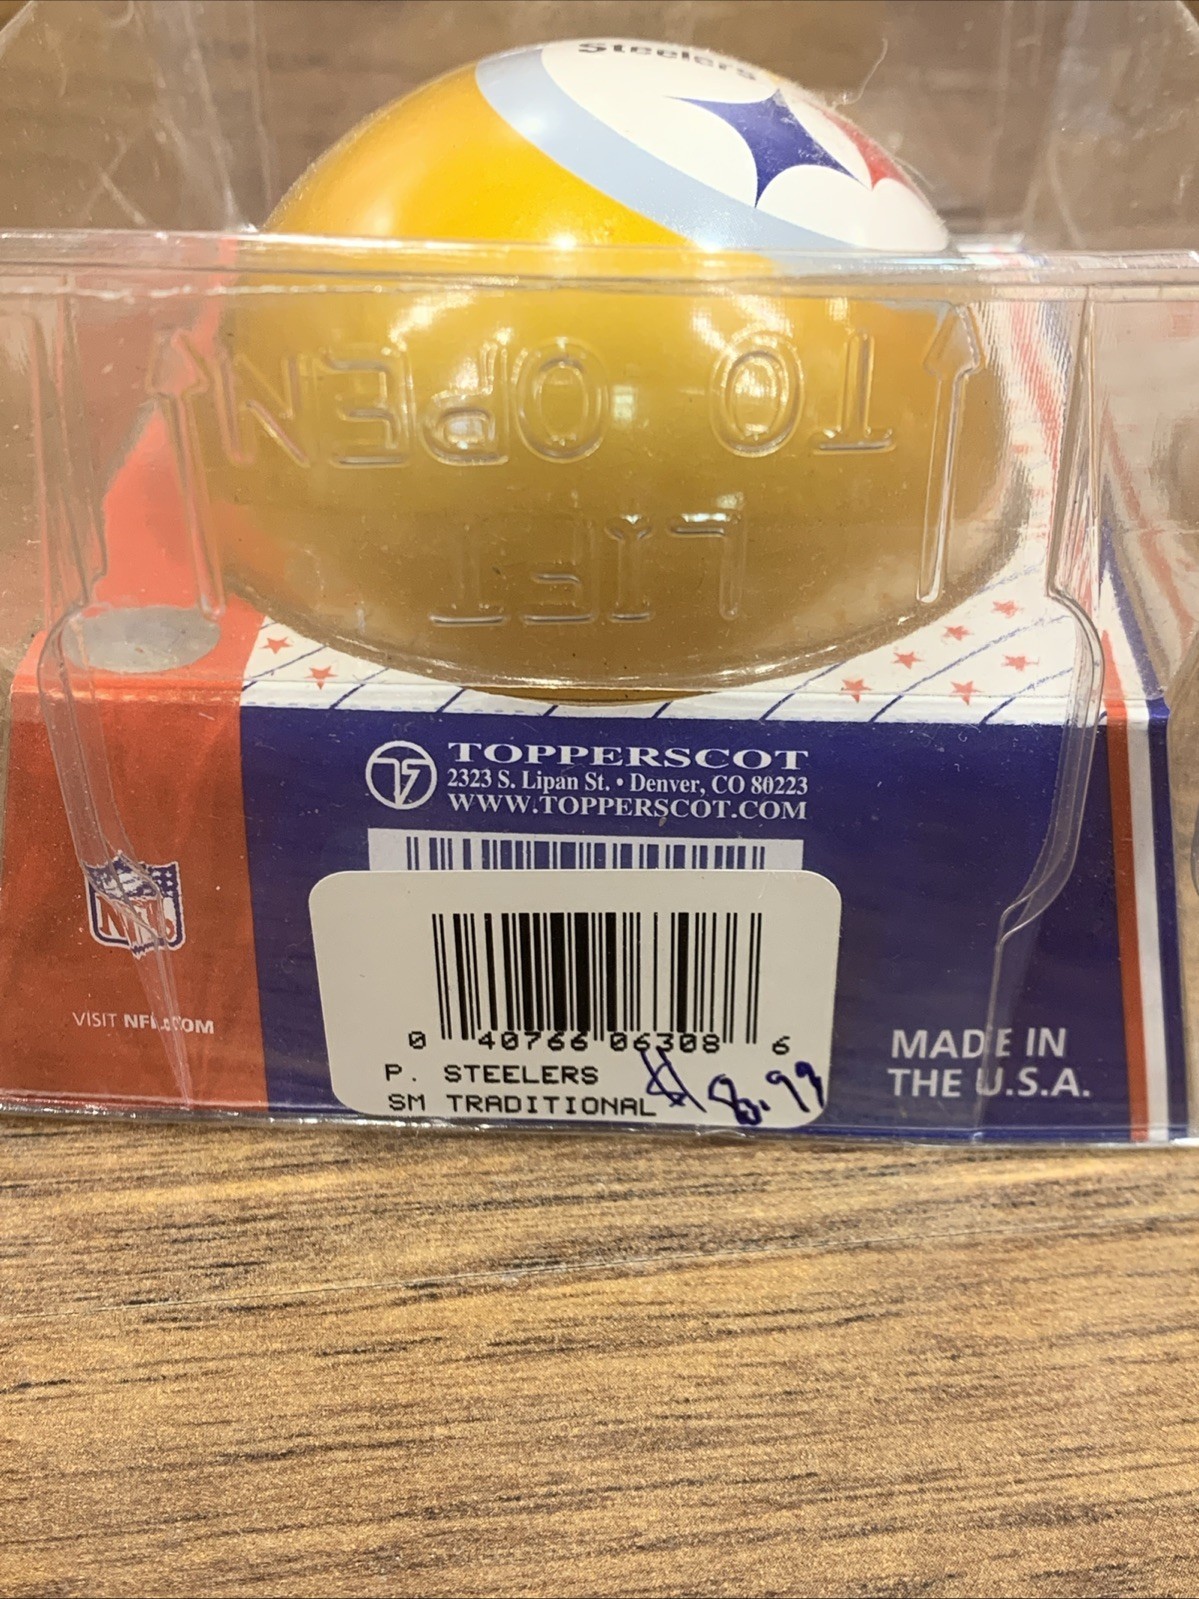 Steelers
TO OPEN
LIFT
TOPPERSCOT
2323 S. Lipan St. • Denver, CO 80223
WWW.TOPPERSCOT.COM
NFL
VISIT NFL.COM
0 40766 06308 6
P. STEELERS
SM TRADITIONAL
$8.99
MADE IN
THE U.S.A.